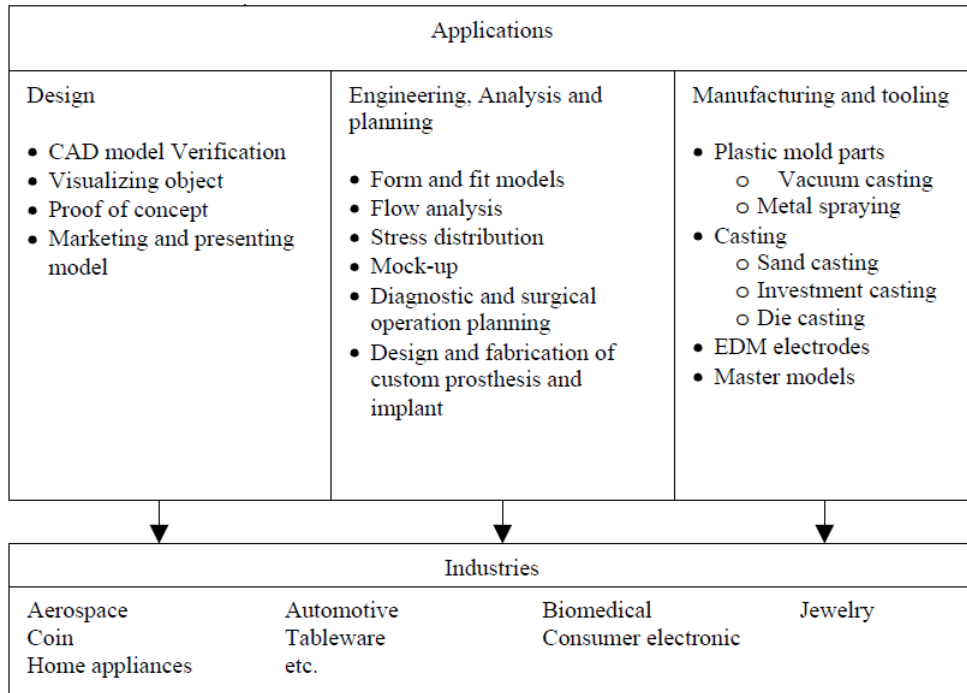 Applications
Design
• CAD model Verification
• Visualizing object
• Proof of concept
• Marketing and presenting
model
Engineering, Analysis and
planning
• Form and fit models
• Flow analysis
• Stress distribution
• Mock-up
• Diagnostic and surgical
operation planning
• Design and fabrication of
custom prosthesis and
implant
Manufacturing and tooling
• Plastic mold parts
o Vacuum casting
o Metal spraying
• Casting
o Sand casting
o Investment casting
o Die casting
• EDM electrodes
• Master models
Industries
Aerospace Automotive Biomedical Jewelry
Coin Tableware Consumer electronic
Home appliances etc.